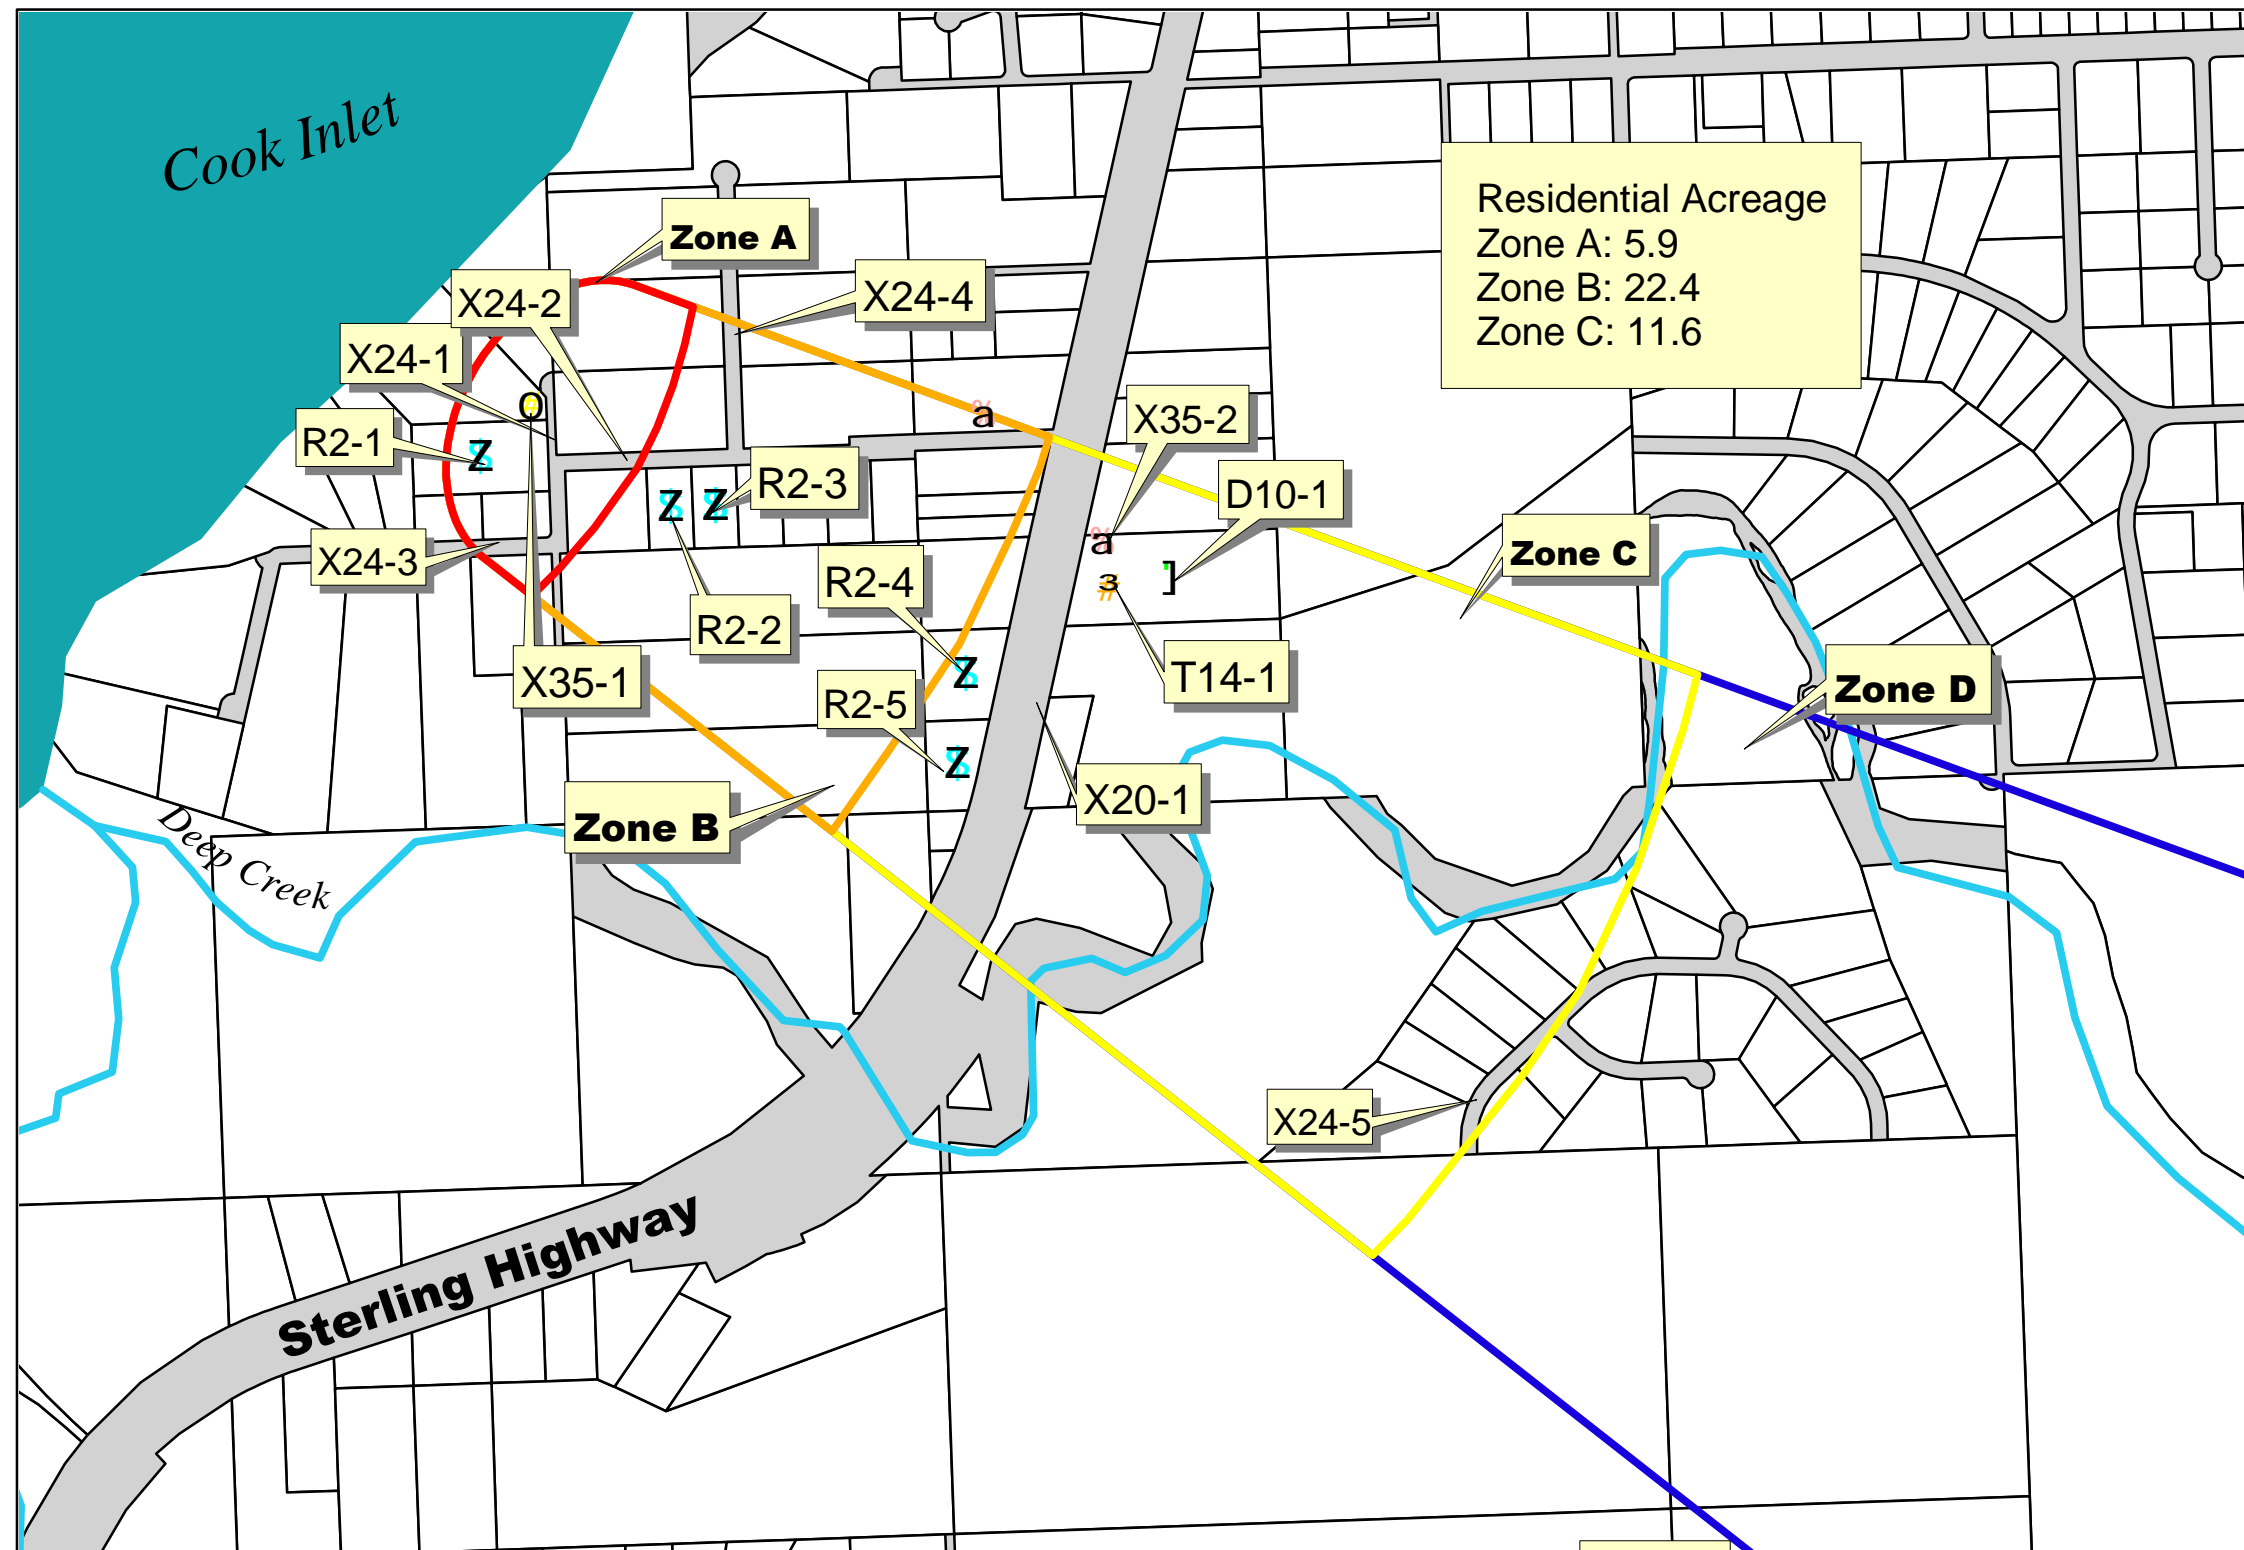 Cook Inlet
Residential Acreage
Zone A: 5.9
Zone B: 22.4
Zone C: 11.6
Zone A
X24-2
X24-4
X24-1
X35-2
R2-1
R2-3
D10-1
X24-3
Zone C
R2-4
R2-2
X35-1
T14-1
R2-5
Zone D
X20-1
Zone B
Deep Creek
X24-5
Sterling Highway